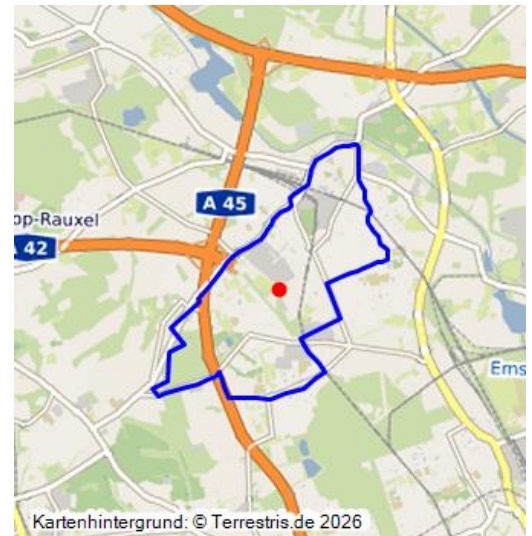 A 45
op-Rauxel
A 42
Ems
Kartenhintergrund: © Terrestris.de 2026